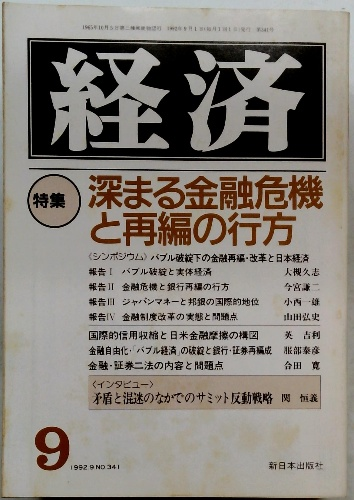 経済
特集
深まる金融危機
と再編の行方
〈シンポジウム〉バブル破綻下の金融再編・改革と日本経済
報告Ⅰ バブル破綻と実体経済 大槻久志
報告Ⅱ 金融危機と銀行再編の行方 今宮謙二
報告Ⅲ ジャパンマネーと邦銀の国際的地位 小西一雄
報告Ⅳ 金融制度改革の実態と問題点 山田弘史
国際的信用収縮と日米金融摩擦の構図 英 吉利
金融自由化・「バブル経済」の破綻と銀行・証券再編成 服部泰彦
金融・証券二法の内容と問題点 合田 寛
〈インタビュー〉
矛盾と混迷のなかでのサミット反動戦略 関 恒義
9
1992.9 NO.341
新日本出版社